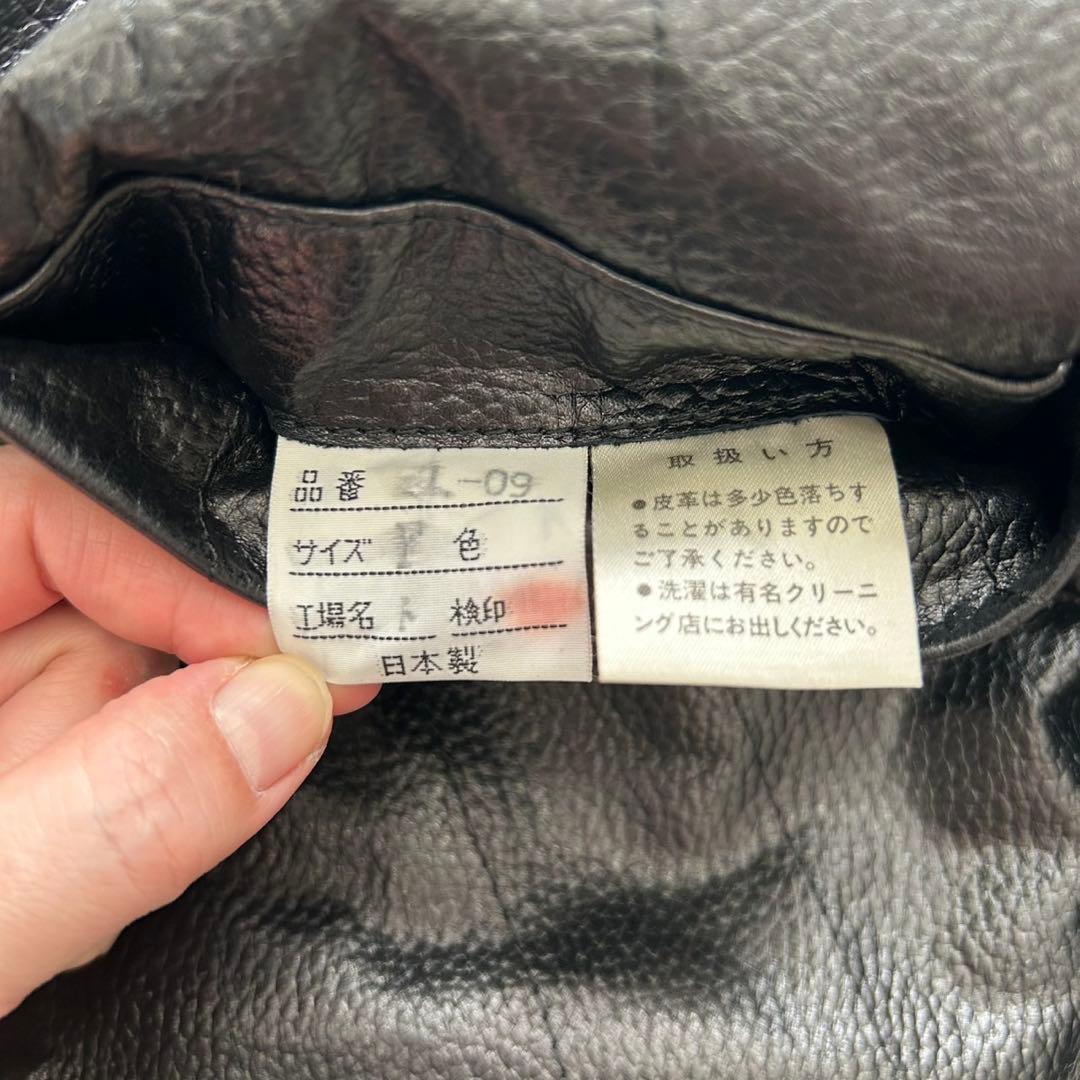 品番 -09
サイズ F 色
工場名 ト 検印
日本製
取扱い方
●皮革は多少色落ちす
ることがありますので
ご了承ください。
●洗濯は有名クリーニ
ング店にお出しください。